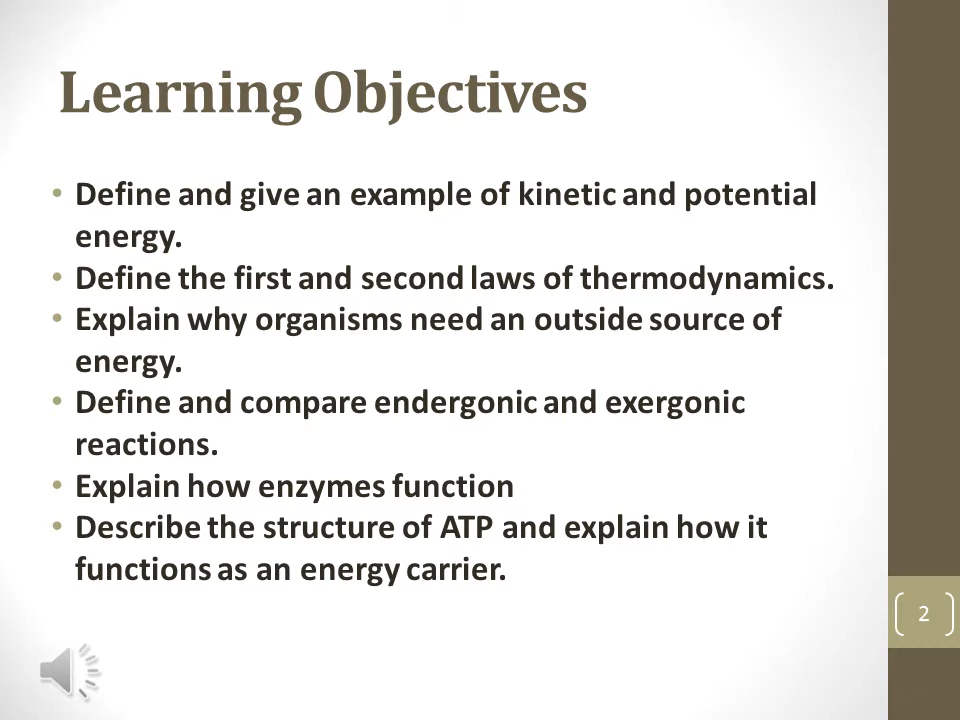 Learning Objectives
• Define and give an example of kinetic and potential
energy.
• Define the first and second laws of thermodynamics.
• Explain why organisms need an outside source of
energy.
• Define and compare endergonic and exergonic
reactions.
• Explain how enzymes function
• Describe the structure of ATP and explain how it
functions as an energy carrier.
2